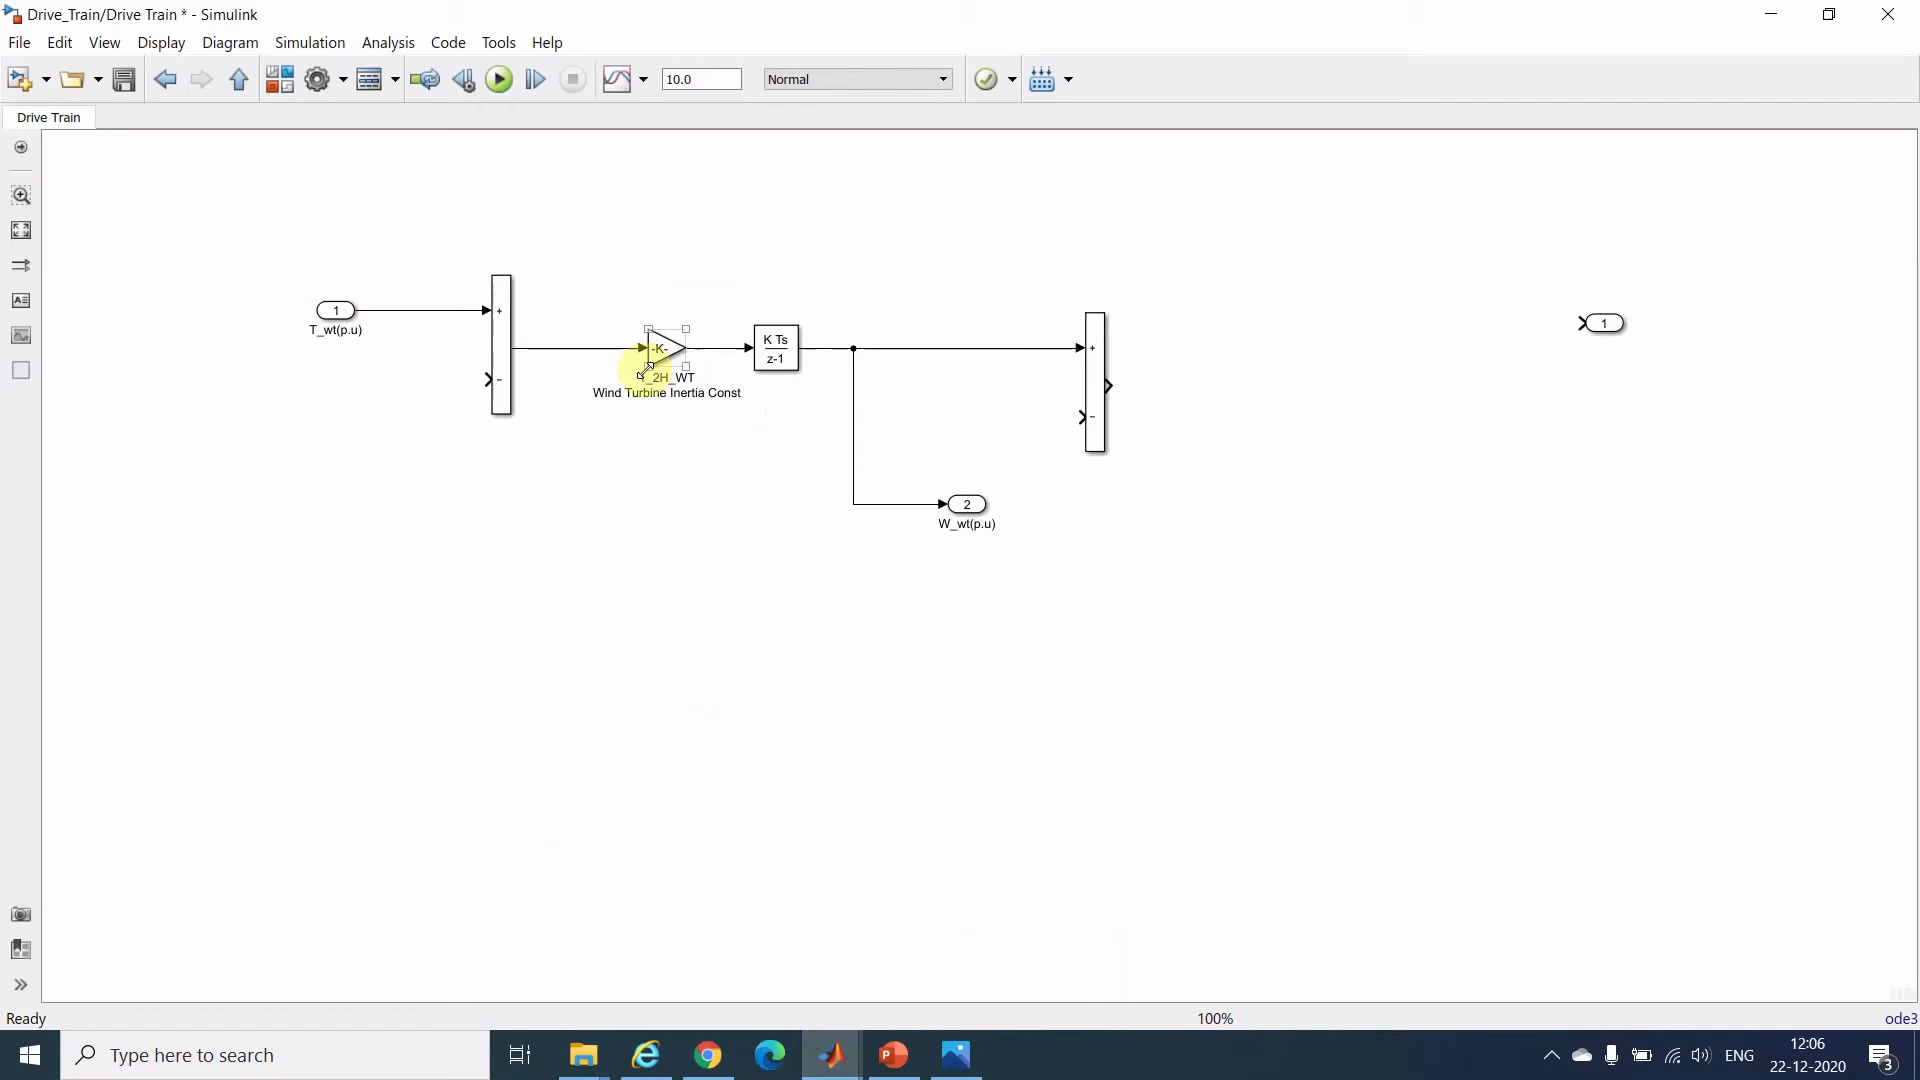 Drive_Train/Drive Train * - Simulink
File Edit View Display Diagram Simulation Analysis Code Tools Help
10.0
Normal
Drive Train
1
T_wt(p.u)
+
-
-K-
_2H_WT
Wind Turbine Inertia Const
K Ts
z-1
+
-
1
2
W_wt(p.u)
Ready
100%
ode3
Type here to search
ENG
12:06
22-12-2020
3